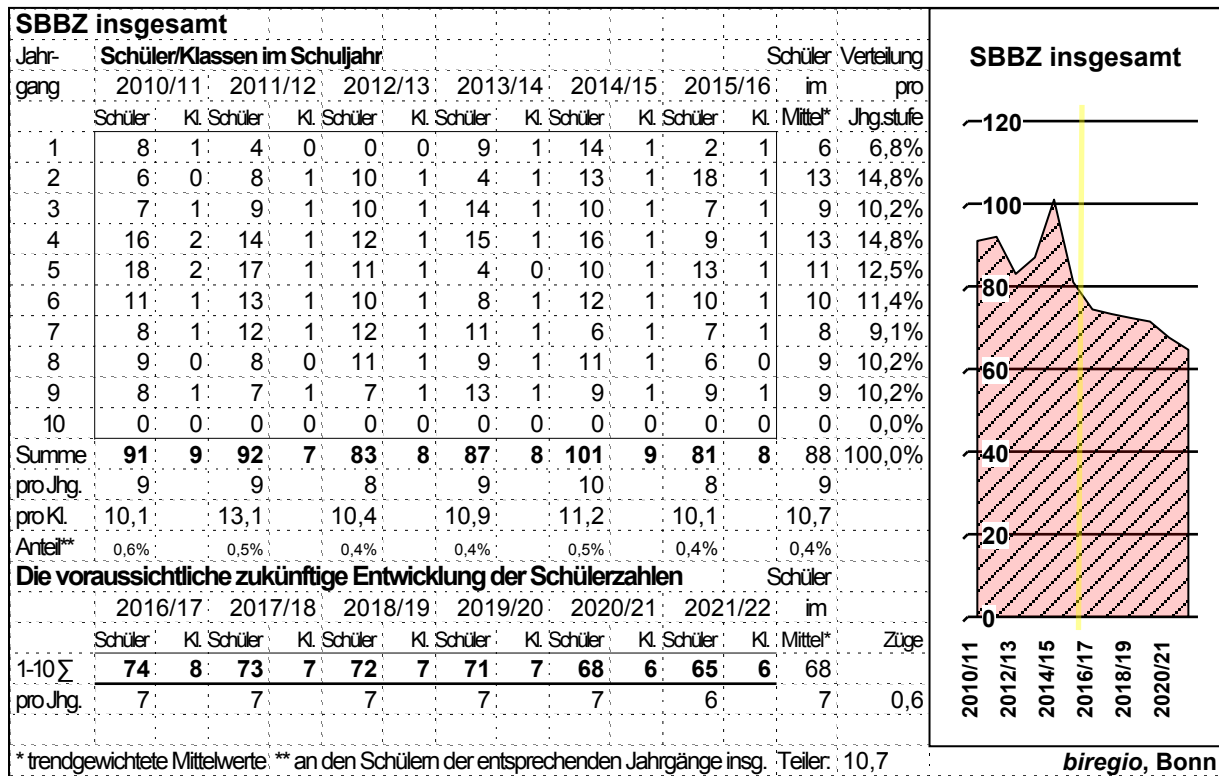 SBBZ insgesamt
Jahr- Schüler/Klassen im Schuljahr Schüler Verteilung
gang 2010/11 2011/12 2012/13 2013/14 2014/15 2015/16 im pro
Schüler Kl. Schüler Kl. Schüler Kl. Schüler Kl. Schüler Kl. Schüler Kl. Mittel* Jhg.stufe
1 8 1 4 0 0 0 9 1 14 1 2 1 6 6,8%
2 6 0 8 1 10 1 4 1 13 1 18 1 13 14,8%
3 7 1 9 1 10 1 14 1 10 1 7 1 9 10,2%
4 16 2 14 1 12 1 15 1 16 1 9 1 13 14,8%
5 18 2 17 1 11 1 4 0 10 1 13 1 11 12,5%
6 11 1 13 1 10 1 8 1 12 1 10 1 10 11,4%
7 8 1 12 1 12 1 11 1 6 1 7 1 8 9,1%
8 9 0 8 0 11 1 9 1 11 1 6 0 9 10,2%
9 8 1 7 1 7 1 13 1 9 1 9 1 9 10,2%
10 0 0 0 0 0 0 0 0 0 0 0 0 0 0,0%
Summe 91 9 92 7 83 8 87 8 101 9 81 8 88 100,0%
pro Jhg. 9 9 8 9 10 8 9
pro Kl. 10,1 13,1 10,4 10,9 11,2 10,1 10,7
Anteil** 0,6% 0,5% 0,4% 0,4% 0,5% 0,4% 0,4%
Die voraussichtliche zukünftige Entwicklung der Schülerzahlen Schüler
2016/17 2017/18 2018/19 2019/20 2020/21 2021/22 im
Schüler Kl. Schüler Kl. Schüler Kl. Schüler Kl. Schüler Kl. Schüler Kl. Mittel* Züge
1-10 ∑ 74 8 73 7 72 7 71 7 68 6 65 6 68
pro Jhg. 7 7 7 7 7 6 7 0,6
* trendgewichtete Mittelwerte ** an den Schülern der entsprechenden Jahrgänge insg. Teiler: 10,7
SBBZ insgesamt
120
100
80
60
40
20
0
2010/11
2012/13
2014/15
2016/17
2018/19
2020/21
biregio, Bonn